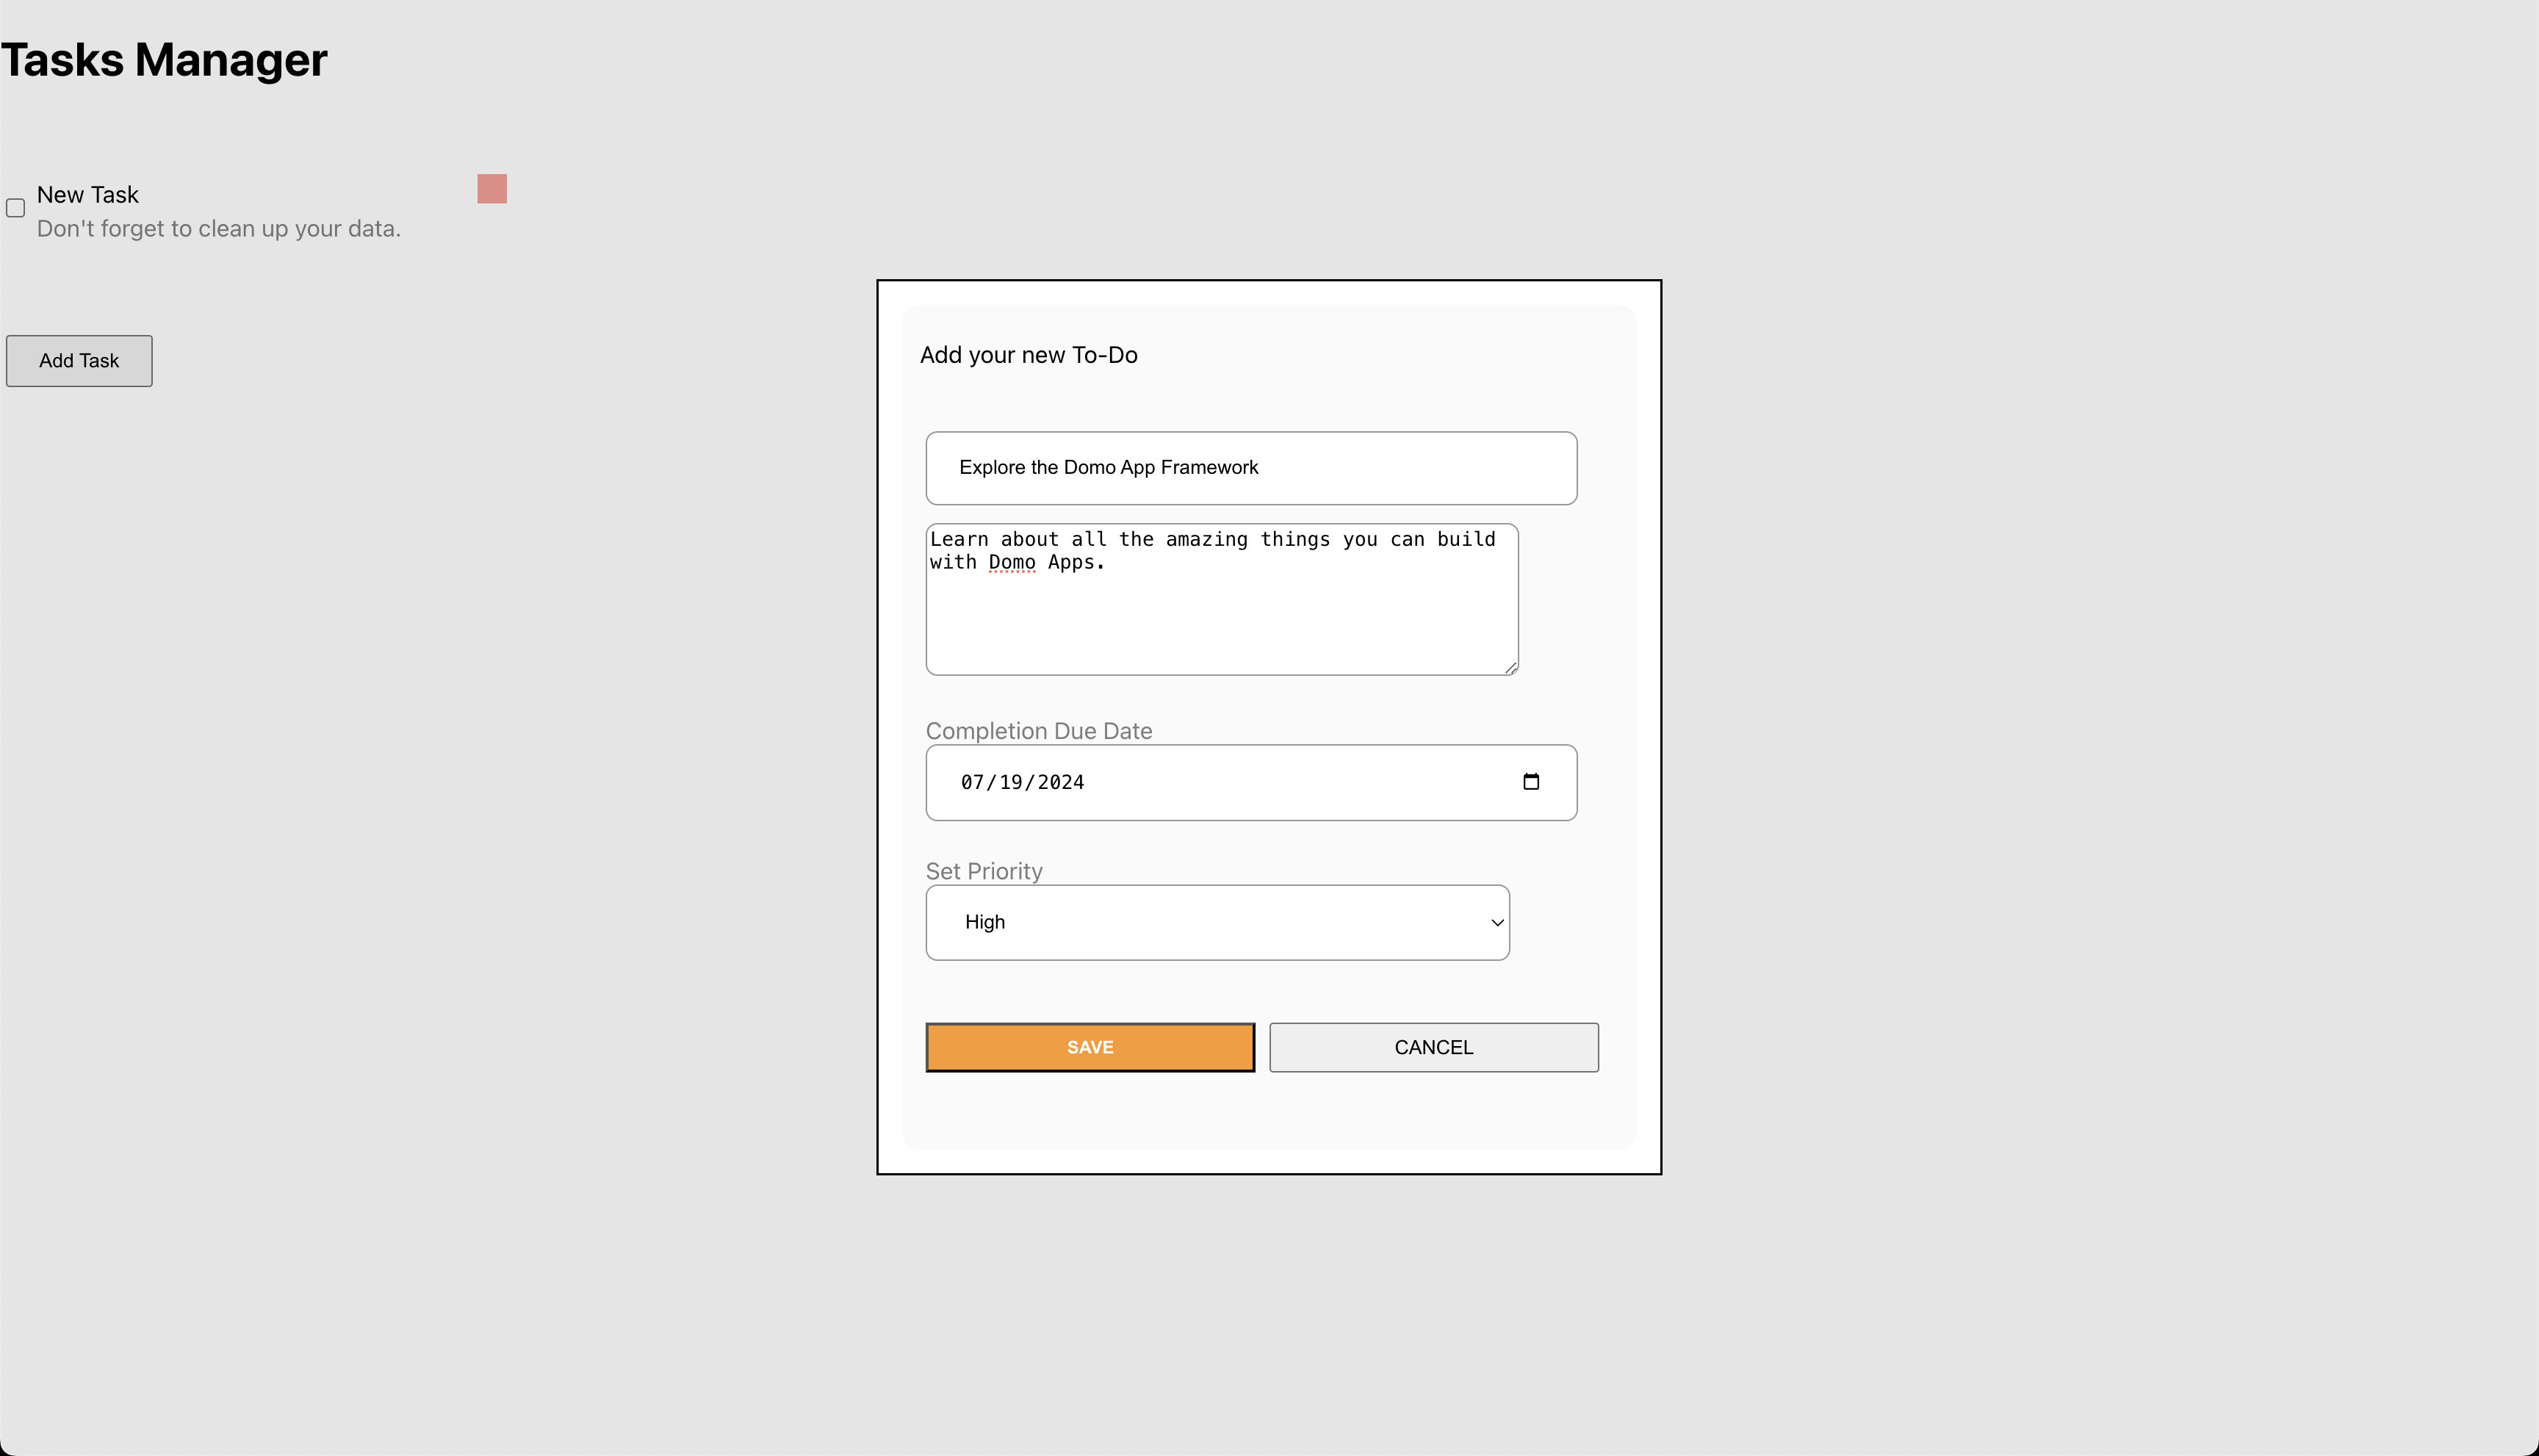 Tasks Manager
New Task
Don't forget to clean up your data.
Add Task
Add your new To-Do
Explore the Domo App Framework
Learn about all the amazing things you can build
with Domo Apps.
Completion Due Date
07/19/2024
Set Priority
High
SAVE
CANCEL